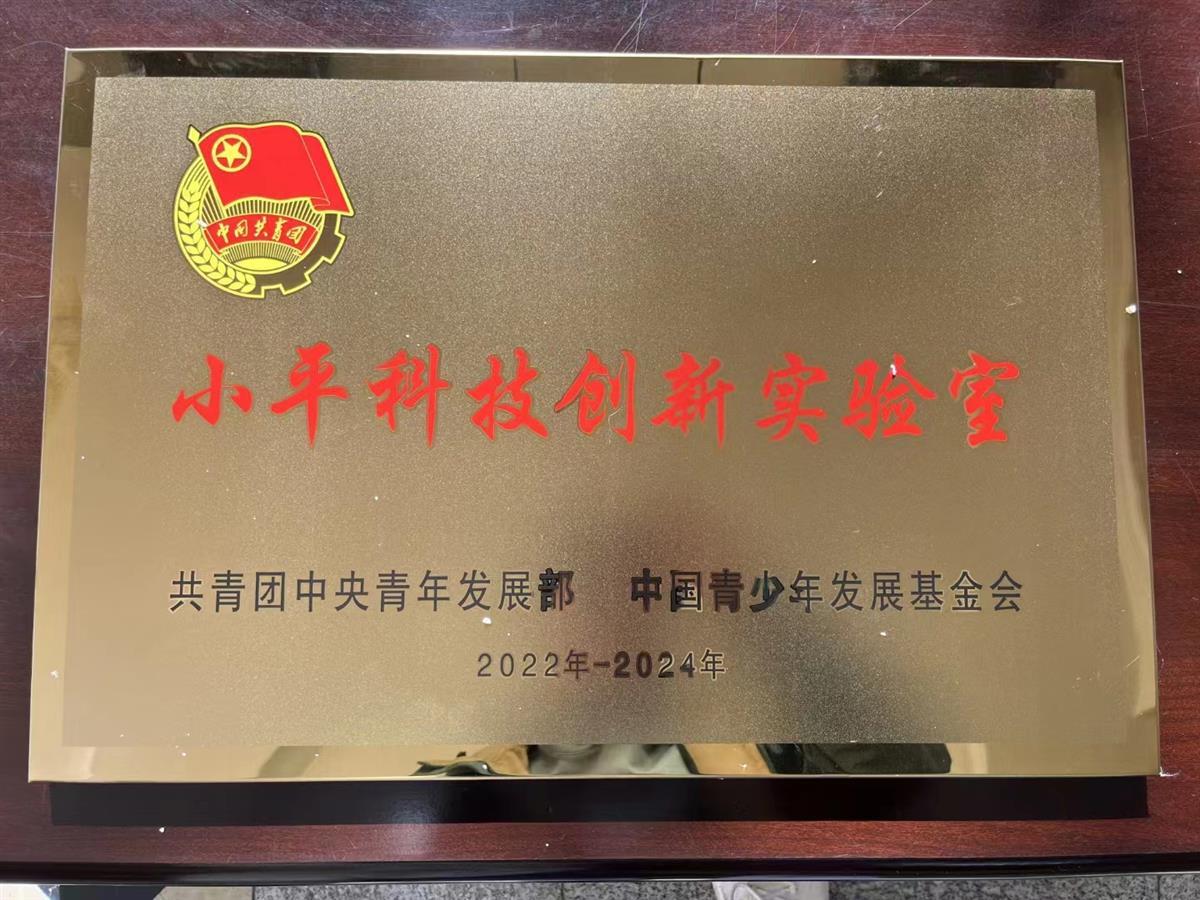 中国共青团
小平科技创新实验室
共青团中央青年发展部 中国青少年发展基金会
2022年-2024年